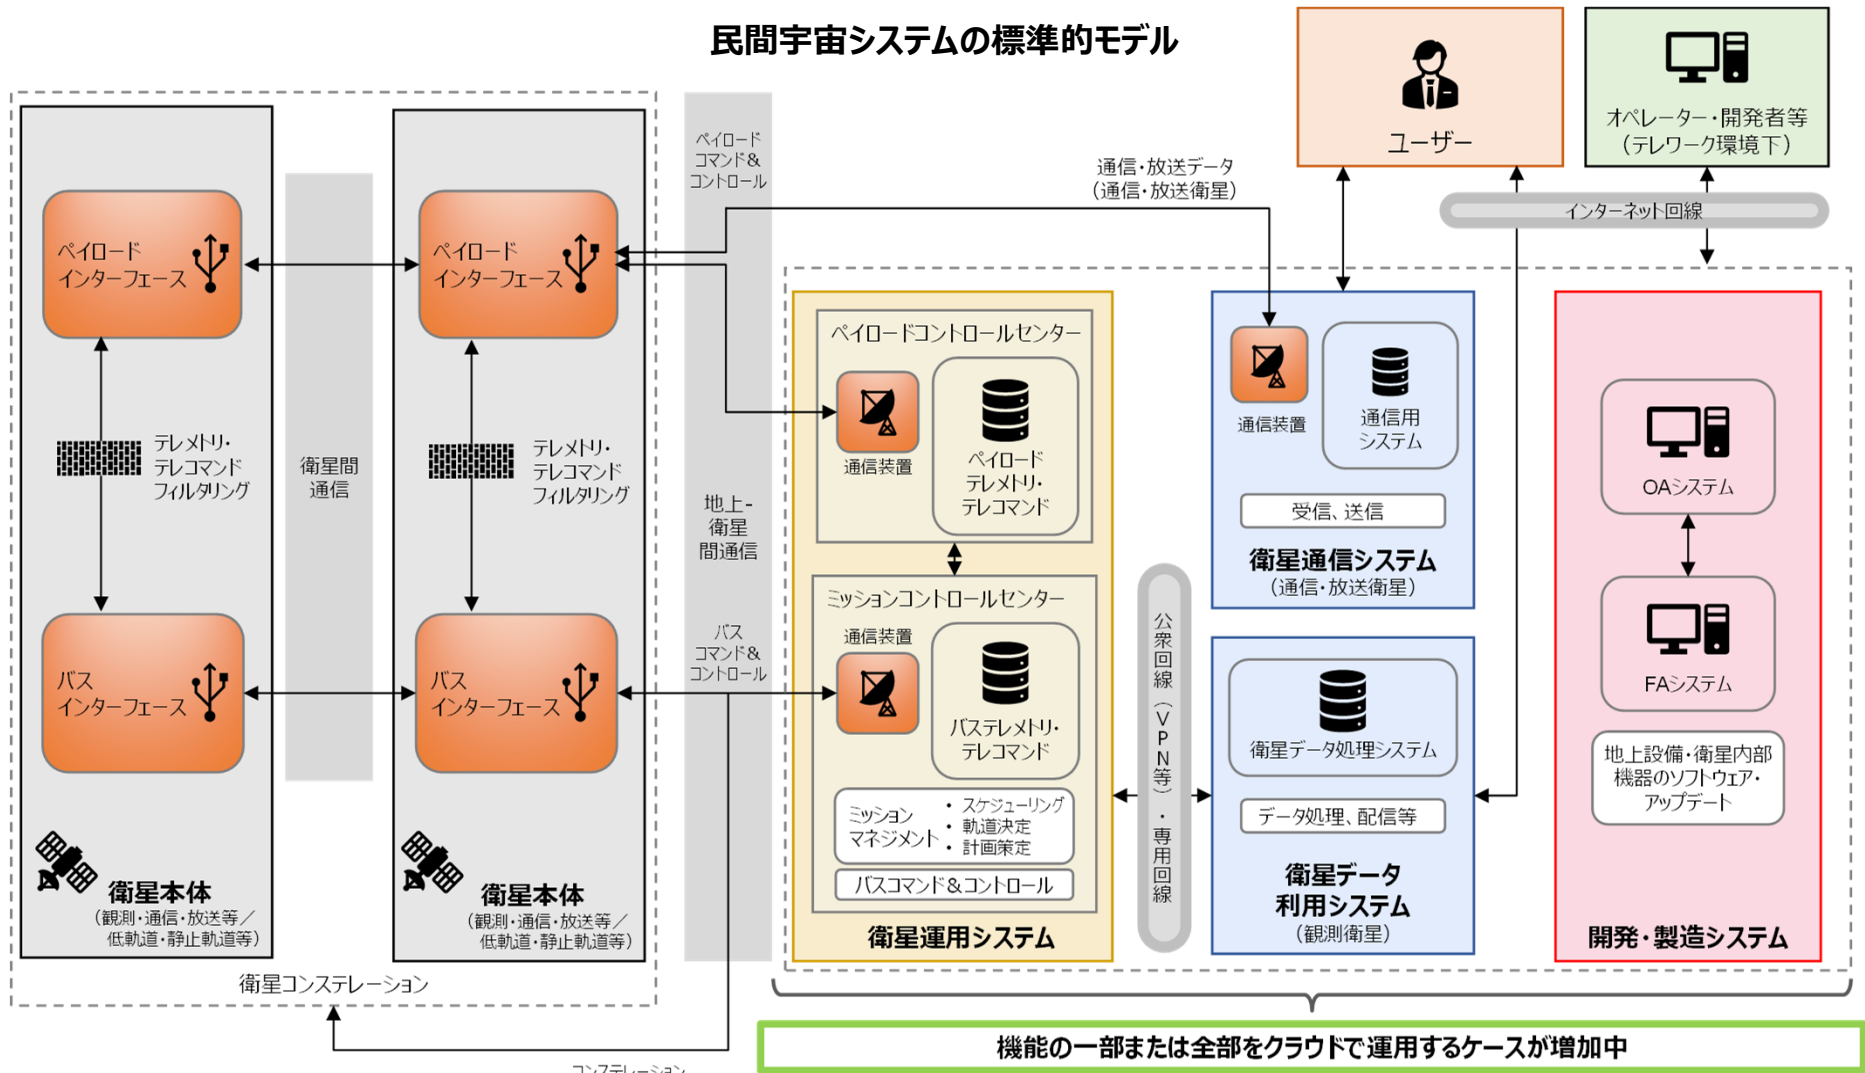 民間宇宙システムの標準的モデル
ユーザー
オペレーター・開発者等
（テレワーク環境下）
インターネット回線
ペイロード
コマンド&
コントロール
通信・放送データ
（通信・放送衛星）
ペイロード
インターフェース
ペイロード
インターフェース
テレメトリ・
テレコマンド
フィルタリング
衛星間
通信
テレメトリ・
テレコマンド
フィルタリング
地上-
衛星
間通信
バス
コマンド&
コントロール
バス
インターフェース
バス
インターフェース
衛星本体
（観測・通信・放送等／
低軌道・静止軌道等）
衛星本体
（観測・通信・放送等／
低軌道・静止軌道等）
衛星コンステレーション
コンステレーション
ペイロードコントロールセンター
通信装置
ペイロード
テレメトリ・
テレコマンド
ミッションコントロールセンター
通信装置
バステレメトリ・
テレコマンド
ミッション
マネジメント
・スケジューリング
・軌道決定
・計画策定
バスコマンド&コントロール
衛星運用システム
公衆回線（VPN等）・専用回線
通信装置
通信用
システム
受信、送信
衛星通信システム
（通信・放送衛星）
衛星データ処理システム
データ処理、配信等
衛星データ
利用システム
（観測衛星）
OAシステム
FAシステム
地上設備・衛星内部
機器のソフトウェア・
アップデート
開発・製造システム
機能の一部または全部をクラウドで運用するケースが増加中